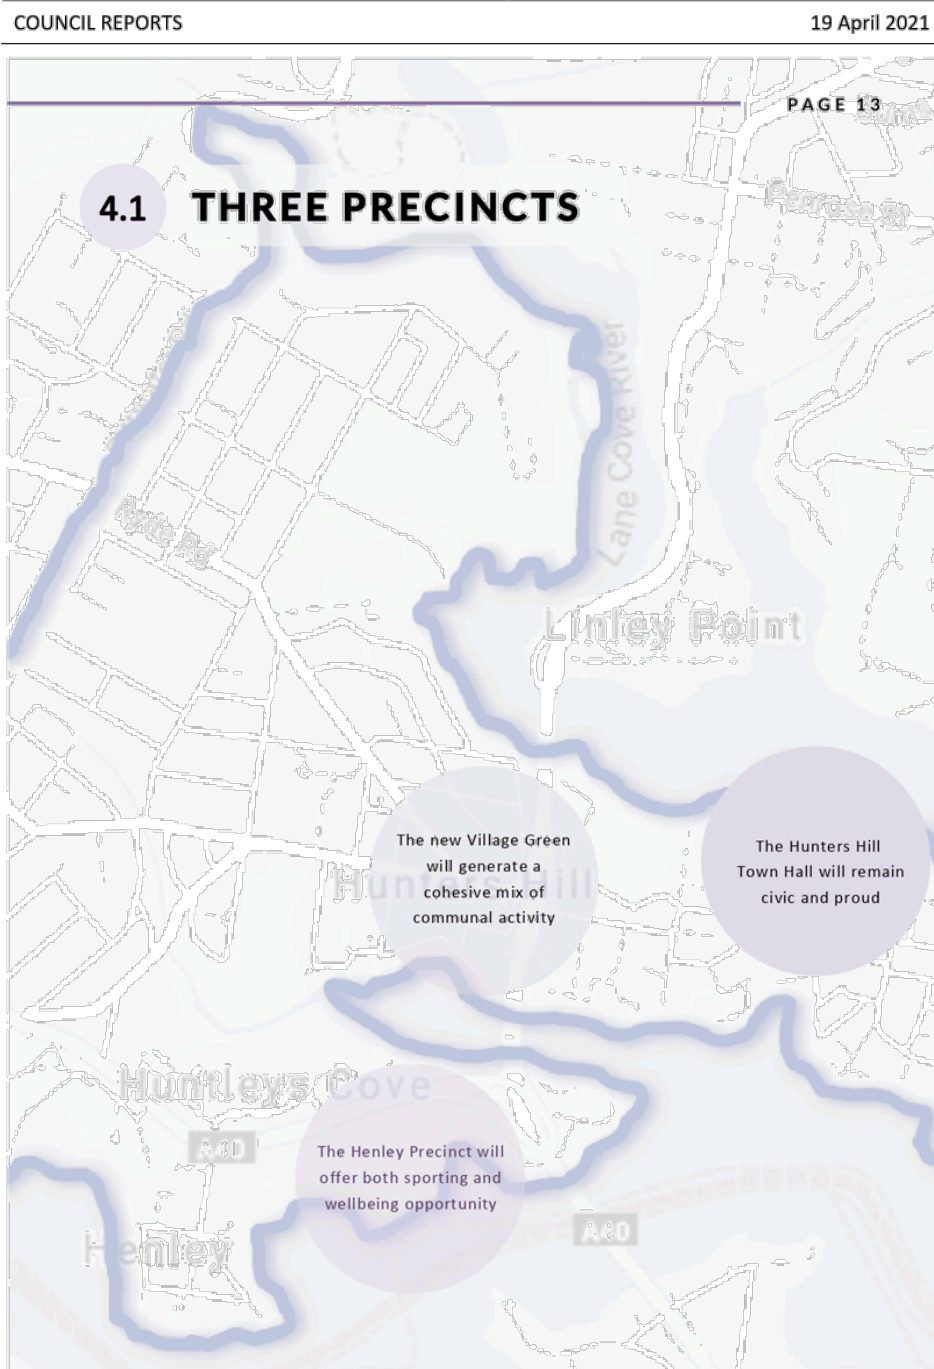 COUNCIL REPORTS
19 April 2021
PAGE 13
4.1
THREE PRECINCTS
Penrose St
Lane Cove River
Ryde Rd
Linley Point
The new Village Green
will generate a
cohesive mix of
communal activity
Hunters Hill
The Hunters Hill
Town Hall will remain
civic and proud
Huntleys Cove
A40
The Henley Precinct will
offer both sporting and
wellbeing opportunity
A40
Henley